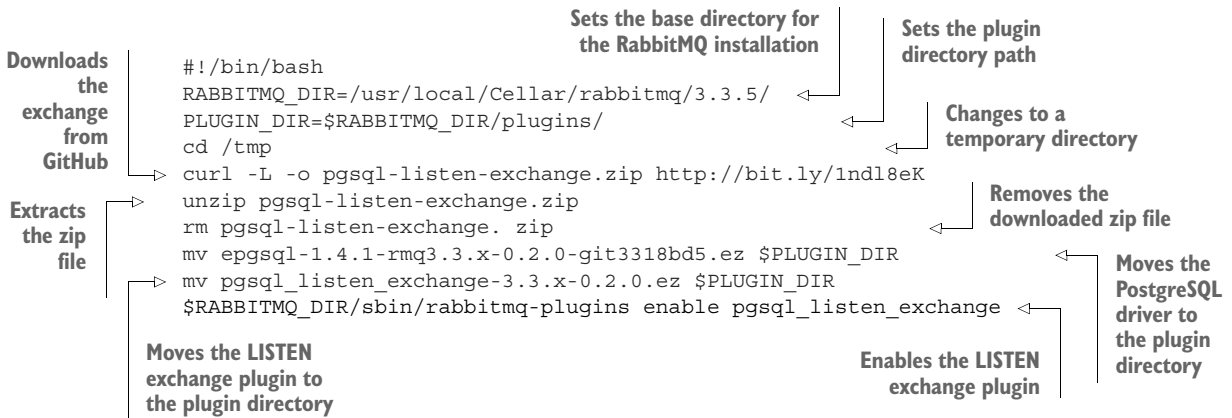 Sets the base directory for
the RabbitMQ installation
Sets the plugin
directory path
Downloads
the
exchange
from
GitHub
#!/bin/bash
RABBITMQ_DIR=/usr/local/Cellar/rabbitmq/3.3.5/
PLUGIN_DIR=$RABBITMQ_DIR/plugins/
cd /tmp
Changes to a
temporary directory
curl -L -o pgsql-listen-exchange.zip http://bit.ly/1ndl8eK
unzip pgsql-listen-exchange.zip
Extracts
the zip
file
rm pgsql-listen-exchange. zip
Removes the
downloaded zip file
mv epgsql-1.4.1-rmq3.3.x-0.2.0-git3318bd5.ez $PLUGIN_DIR
mv pgsql_listen_exchange-3.3.x-0.2.0.ez $PLUGIN_DIR
$RABBITMQ_DIR/sbin/rabbitmq-plugins enable pgsql_listen_exchange
Moves the
PostgreSQL
driver to
the plugin
directory
Moves the LISTEN
exchange plugin to
the plugin directory
Enables the LISTEN
exchange plugin